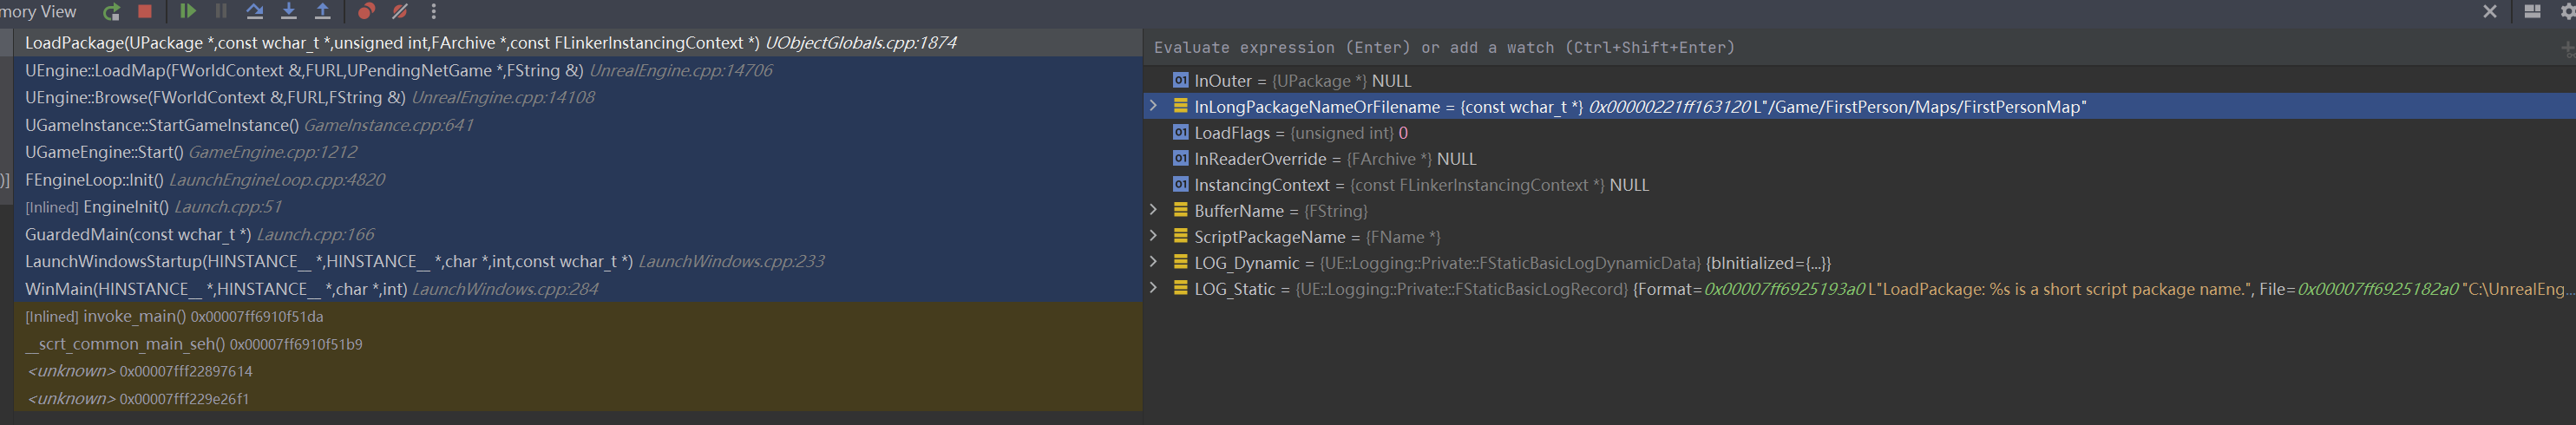 mory View
LoadPackage(UPackage *,const wchar_t *,unsigned int,FArchive *,const FLinkerInstancingContext *) UObjectGlobals.cpp:1874
UEngine::LoadMap(FWorldContext &,FURL,UPendingNetGame *,FString &) UnrealEngine.cpp:14706
UEngine::Browse(FWorldContext &,FURL,FString &) UnrealEngine.cpp:14108
UGameInstance::StartGameInstance() GameInstance.cpp:641
UGameEngine::Start() GameEngine.cpp:1212
)] FEngineLoop::Init() LaunchEngineLoop.cpp:4820
[Inlined] EngineInit() Launch.cpp:51
GuardedMain(const wchar_t *) Launch.cpp:166
LaunchWindowsStartup(HINSTANCE__ *,HINSTANCE__ *,char *,int,const wchar_t *) LaunchWindows.cpp:233
WinMain(HINSTANCE__ *,HINSTANCE__ *,char *,int) LaunchWindows.cpp:284
[Inlined] invoke_main() 0x00007ff6910f51da
__scrt_common_main_seh() 0x00007ff6910f51b9
<unknown> 0x00007fff22897614
<unknown> 0x00007fff229e26f1
Evaluate expression (Enter) or add a watch (Ctrl+Shift+Enter)
01 InOuter = {UPackage *} NULL
InLongPackageNameOrFilename = {const wchar_t *} 0x00000221ff163120 L"/Game/FirstPerson/Maps/FirstPersonMap"
01 LoadFlags = {unsigned int} 0
01 InReaderOverride = {FArchive *} NULL
01 InstancingContext = {const FLinkerInstancingContext *} NULL
BufferName = {FString}
ScriptPackageName = {FName *}
LOG_Dynamic = {UE::Logging::Private::FStaticBasicLogDynamicData} {bInitialized={...}}
LOG_Static = {UE::Logging::Private::FStaticBasicLogRecord} {Format=0x00007ff6925193a0 L"LoadPackage: %s is a short script package name.", File=0x00007ff6925182a0 "C:\UnrealEng...